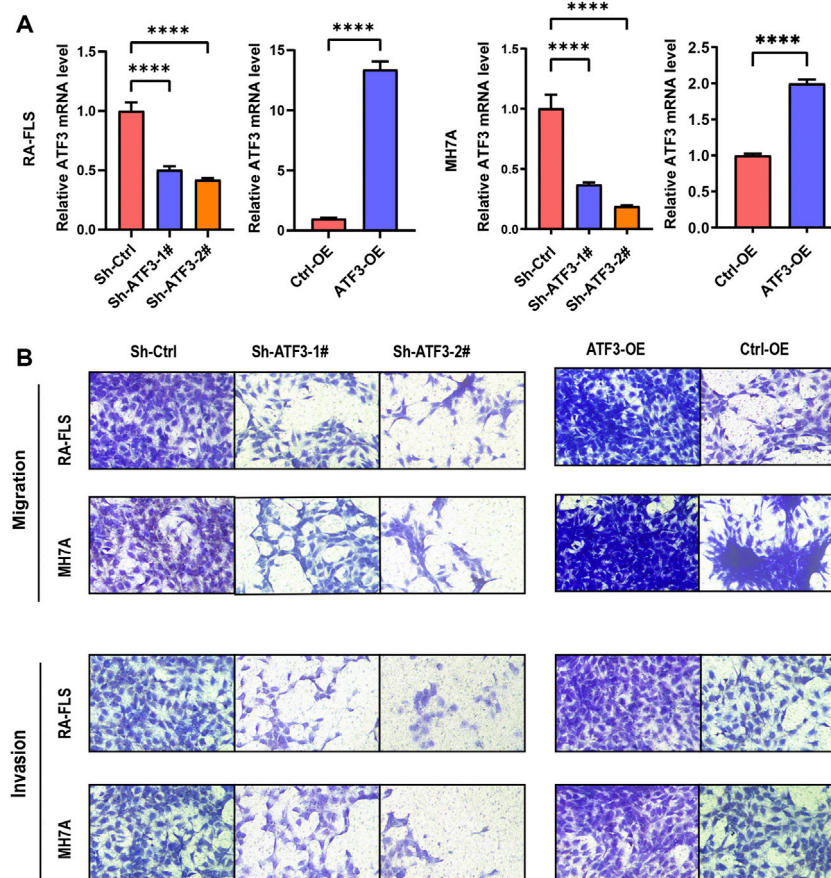 A
RA-FLS
Relative ATF3 mRNA level
1.5
1.0
0.5
0.0
****
****
Sh-Ctrl
Sh-ATF3-1#
Sh-ATF3-2#
Relative ATF3 mRNA level
15
10
5
0
****
Ctrl-OE
ATF3-OE
MH7A
Relative ATF3 mRNA level
1.5
1.0
0.5
0.0
****
****
Sh-Ctrl
Sh-ATF3-1#
Sh-ATF3-2#
Relative ATF3 mRNA level
2.5
2.0
1.5
1.0
0.5
0.0
****
Ctrl-OE
ATF3-OE
B
Sh-Ctrl Sh-ATF3-1# Sh-ATF3-2# ATF3-OE Ctrl-OE
Migration
RA-FLS
MH7A
Invasion
RA-FLS
MH7A